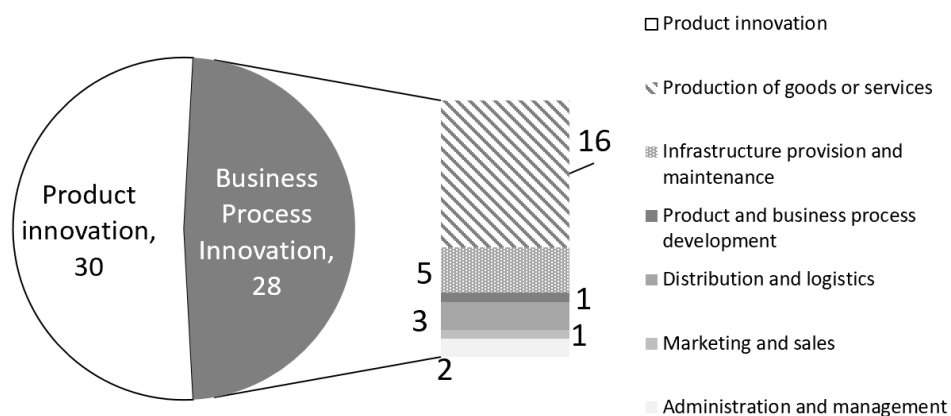 Product
innovation,
30
Business
Process
Innovation,
28
16
5
1
3
1
2
Product innovation
Production of goods or services
Infrastructure provision and
maintenance
Product and business process
development
Distribution and logistics
Marketing and sales
Administration and management